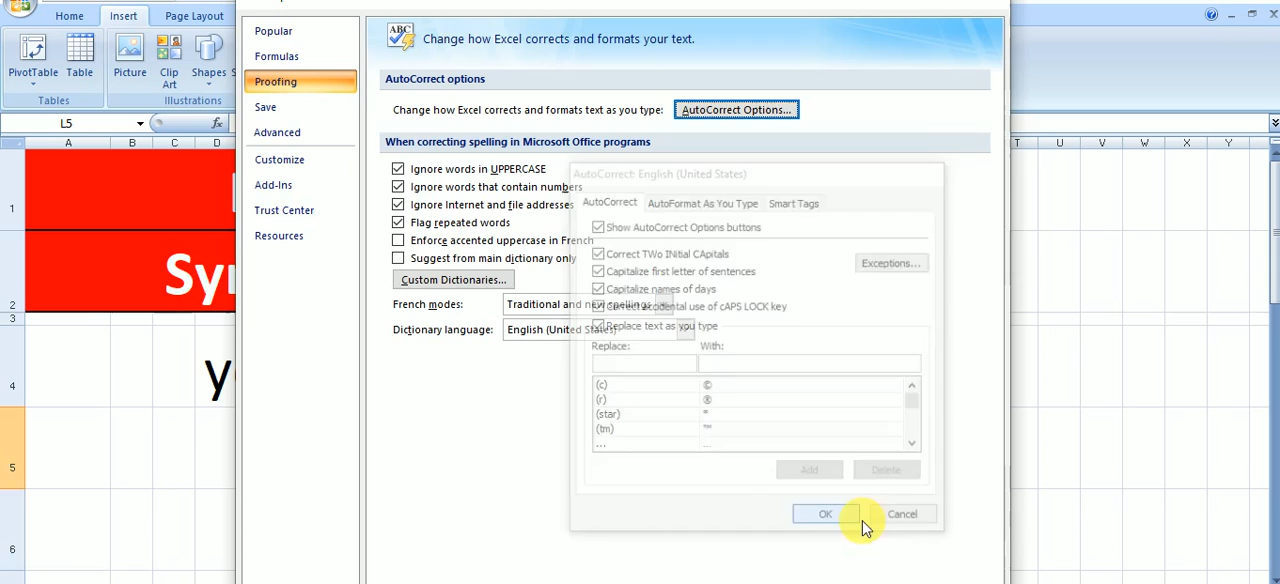 Home Insert Page Layout
PivotTable Table Picture Clip Art Shapes
Tables Illustrations
L5 fx
A B C D T U V W X Y
1
2
3
4
5
6
Syr
y
Popular
Formulas
Proofing
Save
Advanced
Customize
Add-Ins
Trust Center
Resources
Change how Excel corrects and formats your text.
AutoCorrect options
Change how Excel corrects and formats text as you type: AutoCorrect Options...
When correcting spelling in Microsoft Office programs
Ignore words in UPPERCASE
Ignore words that contain numbers
Ignore Internet and file addresses
Flag repeated words
Enforce accented uppercase in French
Suggest from main dictionary only
Custom Dictionaries...
French modes: Traditional and new spellings
Dictionary language: English (United States)
AutoCorrect: English (United States)
AutoCorrect AutoFormat As You Type Smart Tags
Show AutoCorrect Options buttons
Correct TWo INitial CApitals
Exceptions...
Capitalize first letter of sentences
Capitalize names of days
Correct accidental use of cAPS LOCK key
Replace text as you type
Replace: With:
(c) ©
(r) ®
(star)
(tm) ™
... …
Add Delete
OK Cancel